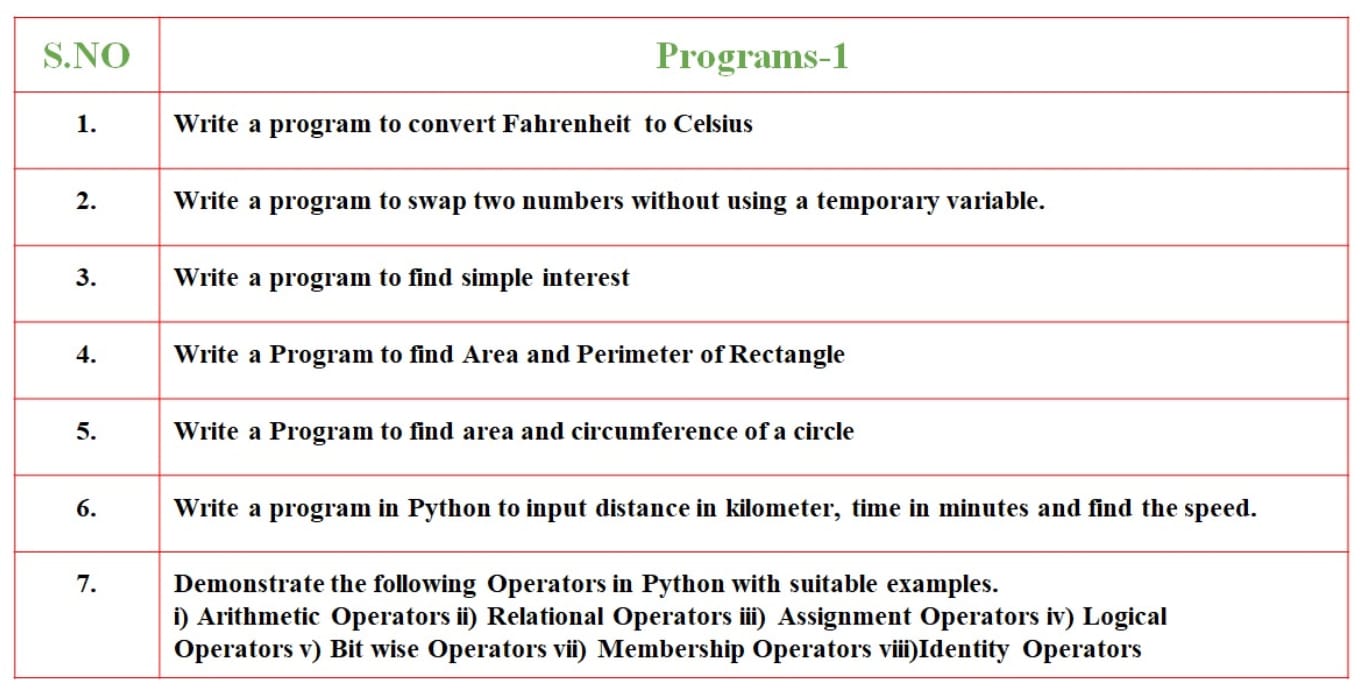 S.NO Programs-1
1. Write a program to convert Fahrenheit to Celsius
2. Write a program to swap two numbers without using a temporary variable.
3. Write a program to find simple interest
4. Write a Program to find Area and Perimeter of Rectangle
5. Write a Program to find area and circumference of a circle
6. Write a program in Python to input distance in kilometer, time in minutes and find the speed.
7. Demonstrate the following Operators in Python with suitable examples.
i) Arithmetic Operators ii) Relational Operators iii) Assignment Operators iv) Logical
Operators v) Bit wise Operators vii) Membership Operators viii)Identity Operators